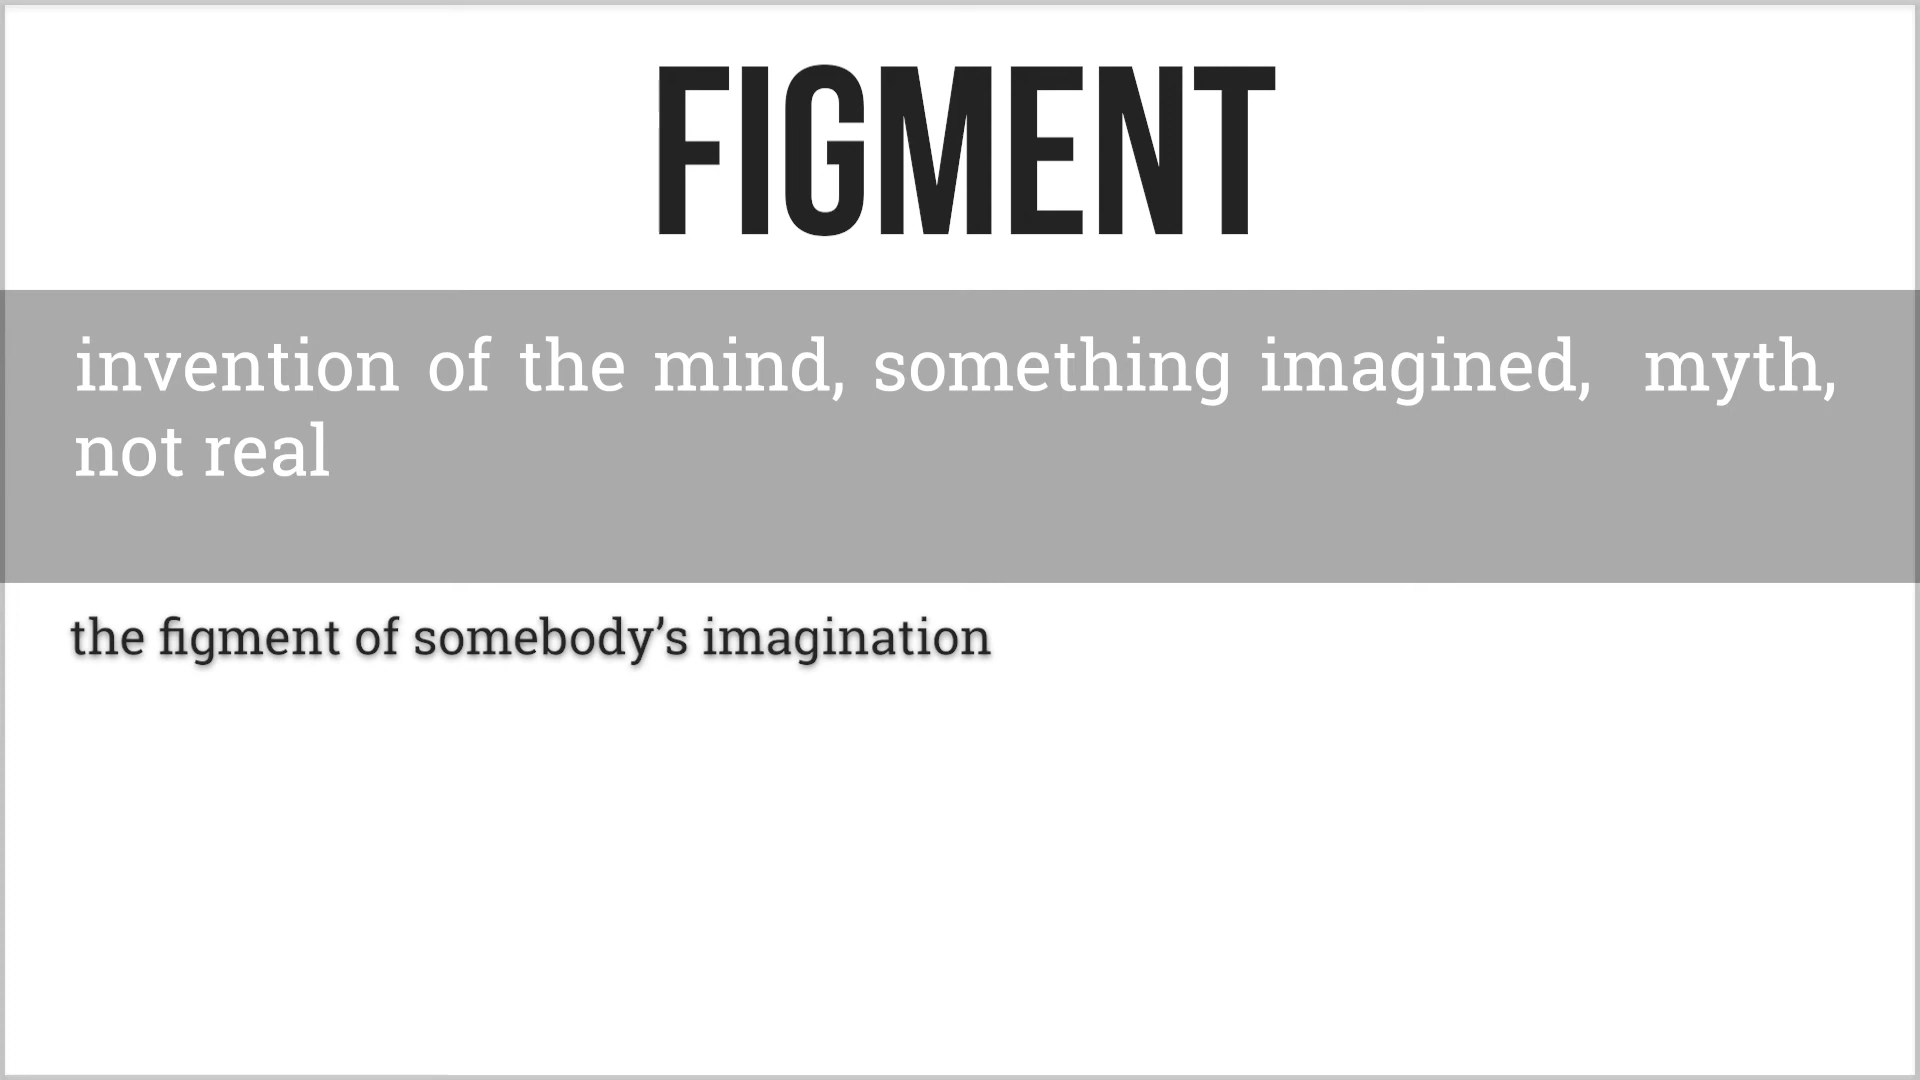 FIGMENT
invention of the mind, something imagined, myth,
not real
the figment of somebody’s imagination